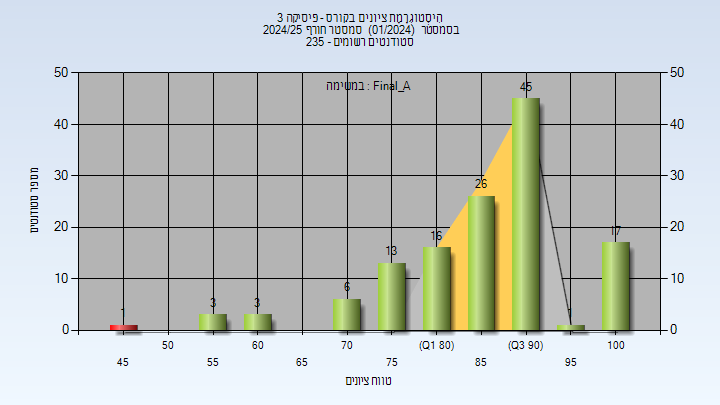 היסטוגרמת ציונים בקורס - פיסיקה 3
בסמסטר (01/2024) סמסטר חורף 2024/25
סטודנטים רשומים - 235
במשימה : Final_A
50 50
40 40
30 30
20 20
10 10
0 0
מספר סטודנטים
1 3 3 6 13 16 26 45 1 17
50 60 70 (Q1 80) (Q3 90) 100
45 55 65 75 85 95
טווח ציונים